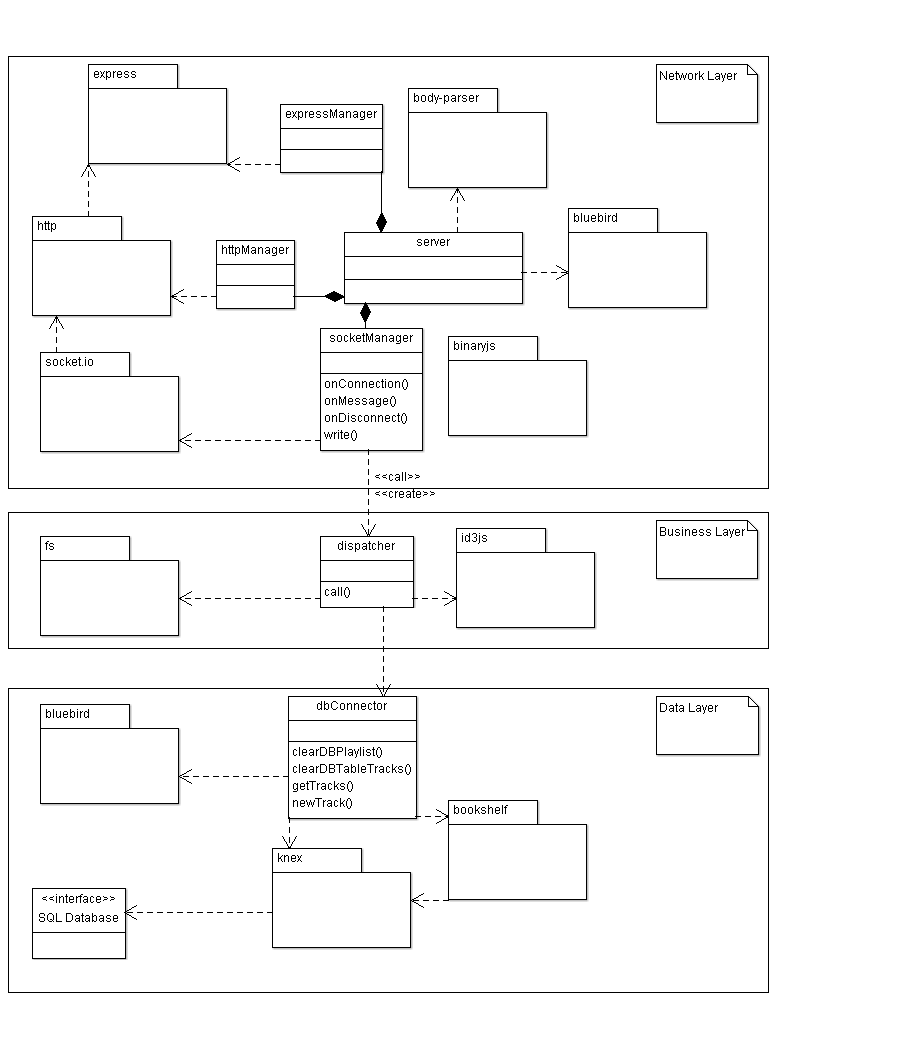 express
Network Layer
body-parser
expressManager
http
bluebird
server
httpManager
socketManager
binaryjs
socket.io
onConnection()
onMessage()
onDisconnect()
write()
<<call>>
<<create>>
Business Layer
fs
dispatcher
id3js
call()
bluebird
dbConnector
Data Layer
clearDBPlaylist()
clearDBTableTracks()
getTracks()
newTrack()
bookshelf
knex
<<interface>>
SQL Database